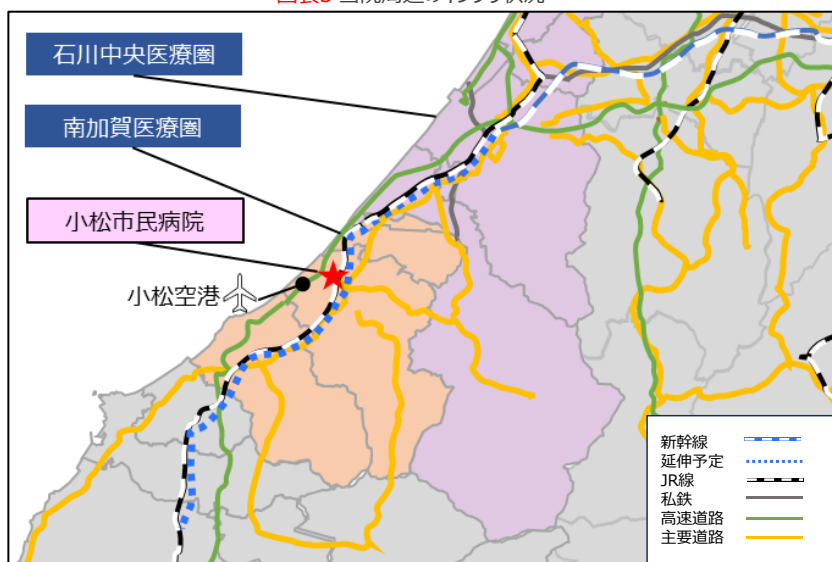 石川中央医療圏
南加賀医療圏
小松市民病院
小松空港
新幹線
延伸予定
JR線
私鉄
高速道路
主要道路